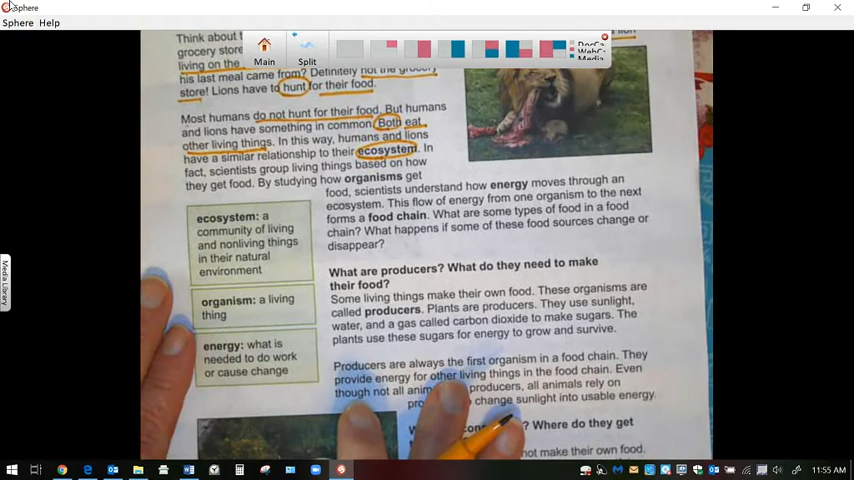 Sphere
Sphere Help
Think about t
grocery store
Main
Split
DocCa
WebCa
Media
living on the
his last meal came from? Definitely not the grocery
store! Lions have to hunt for their food.
Most humans do not hunt for their food. But humans
and lions have something in common. Both eat
other living things. In this way, humans and lions
have a similar relationship to their ecosystem. In
fact, scientists group living things based on how
they get food. By studying how organisms get
food, scientists understand how energy moves through an
ecosystem. This flow of energy from one organism to the next
forms a food chain. What are some types of food in a food
chain? What happens if some of these food sources change or
disappear?
ecosystem: a
community of living
and nonliving things
in their natural
environment
organism: a living
thing
energy: what is
needed to do work
or cause change
What are producers? What do they need to make
their food?
Some living things make their own food. These organisms are
called producers. Plants are producers. They use sunlight,
water, and a gas called carbon dioxide to make sugars. The
plants use these sugars for energy to grow and survive.
Producers are always the first organism in a food chain. They
provide energy for other living things in the food chain. Even
though not all anim producers, all animals rely on
pro change sunlight into usable energy.
? Where do they get
not make their own food.
Media Library
11:55 AM